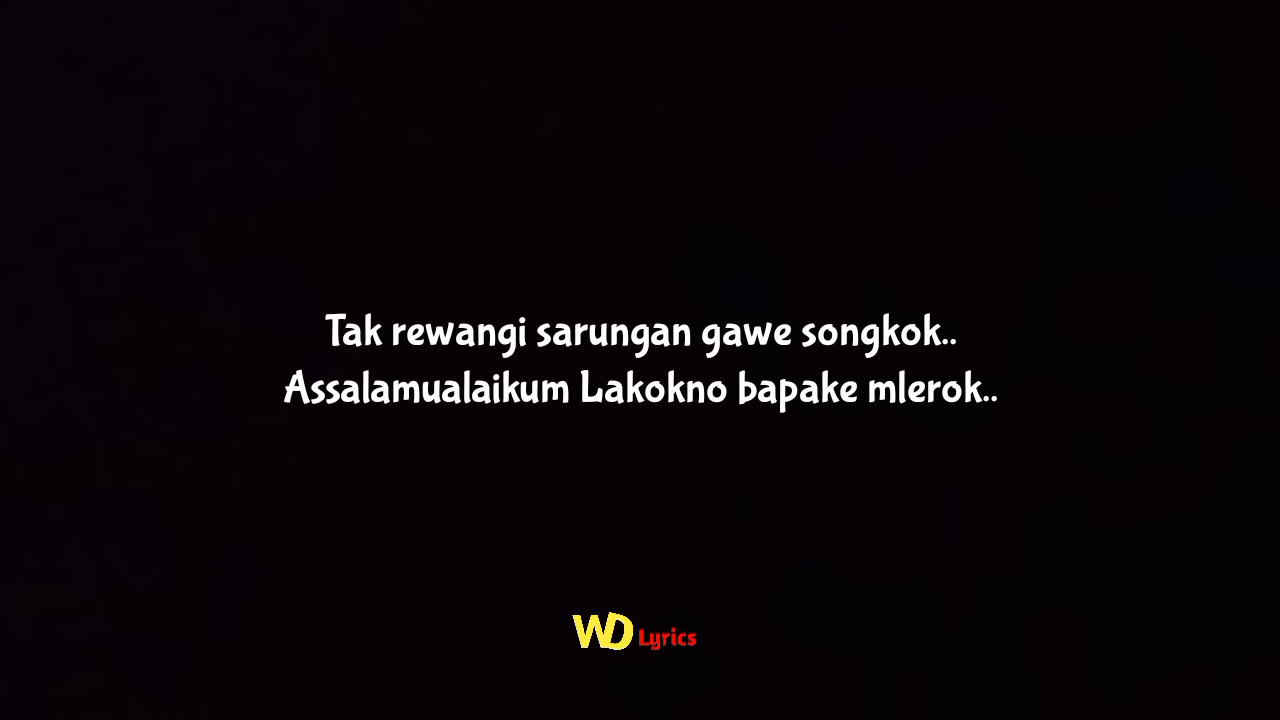 Tak rewangi sarungan gawe songkok..
Assalamualaikum Lakokno bapake mlerok..
WD Lyrics